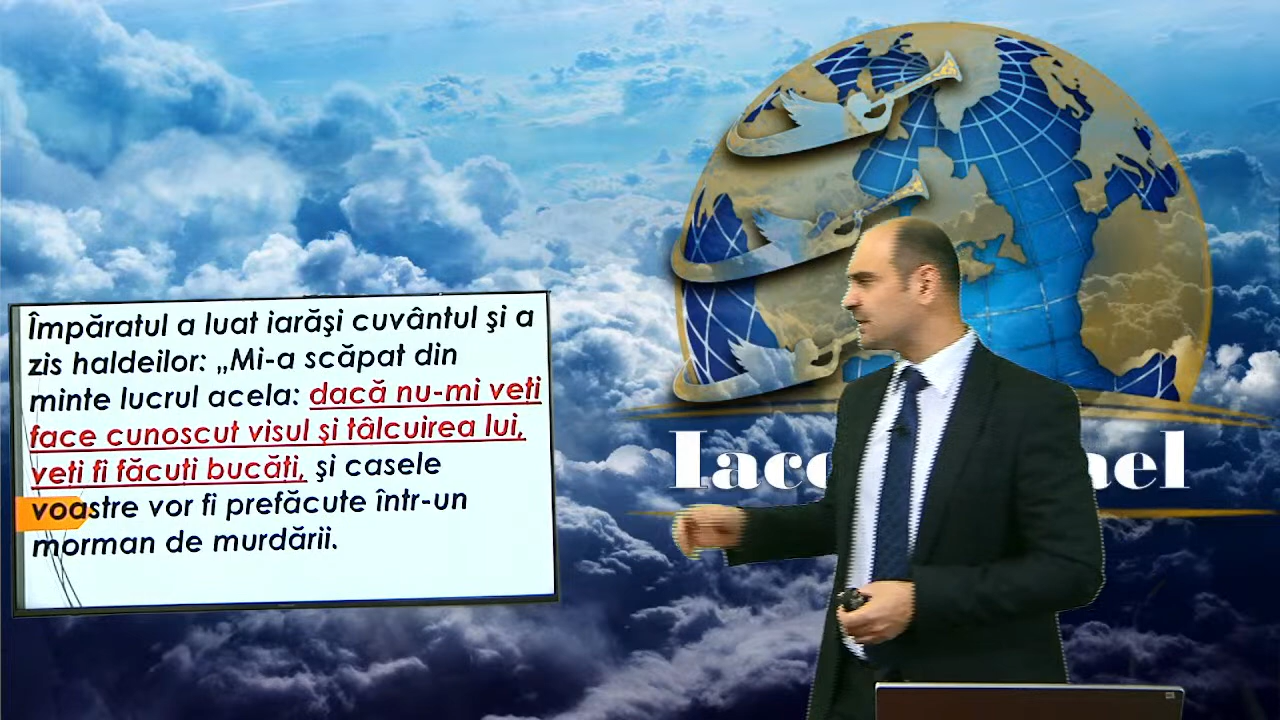 Împăratul a luat iarăşi cuvântul şi a
zis haldeilor: „Mi-a scăpat din
minte lucrul acela: dacă nu-mi veţi
face cunoscut visul şi tâlcuirea lui,
veţi fi făcuţi bucăţi, şi casele
voastre vor fi prefăcute într-un
morman de murdării.